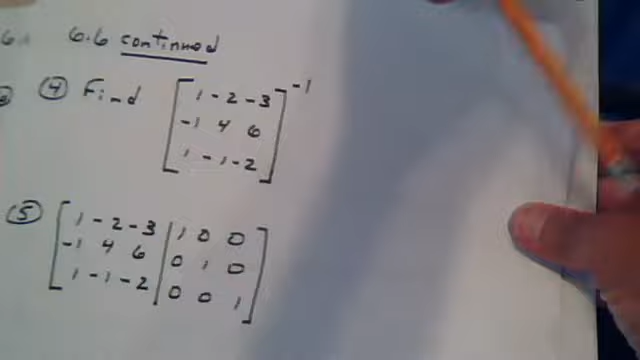 6.6 continued
④ Find [ 1 -2 -3 ]⁻¹
-1 4 6
1 -1 -2
⑤ [ 1 -2 -3 | 1 0 0 ]
-1 4 6 | 0 1 0
1 -1 -2 | 0 0 1